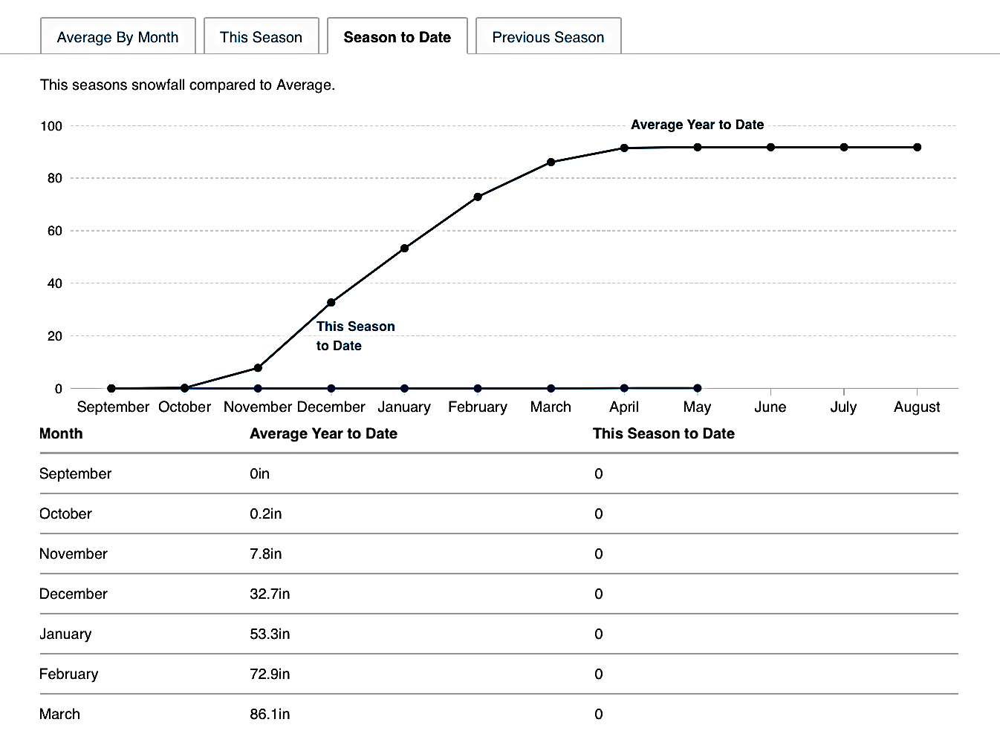 Average By Month This Season Season to Date Previous Season
This seasons snowfall compared to Average.
100
Average Year to Date
80
60
40
This Season
to Date
20
0
September October November December January February March April May June July August
Month Average Year to Date This Season to Date
September 0in 0
October 0.2in 0
November 7.8in 0
December 32.7in 0
January 53.3in 0
February 72.9in 0
March 86.1in 0